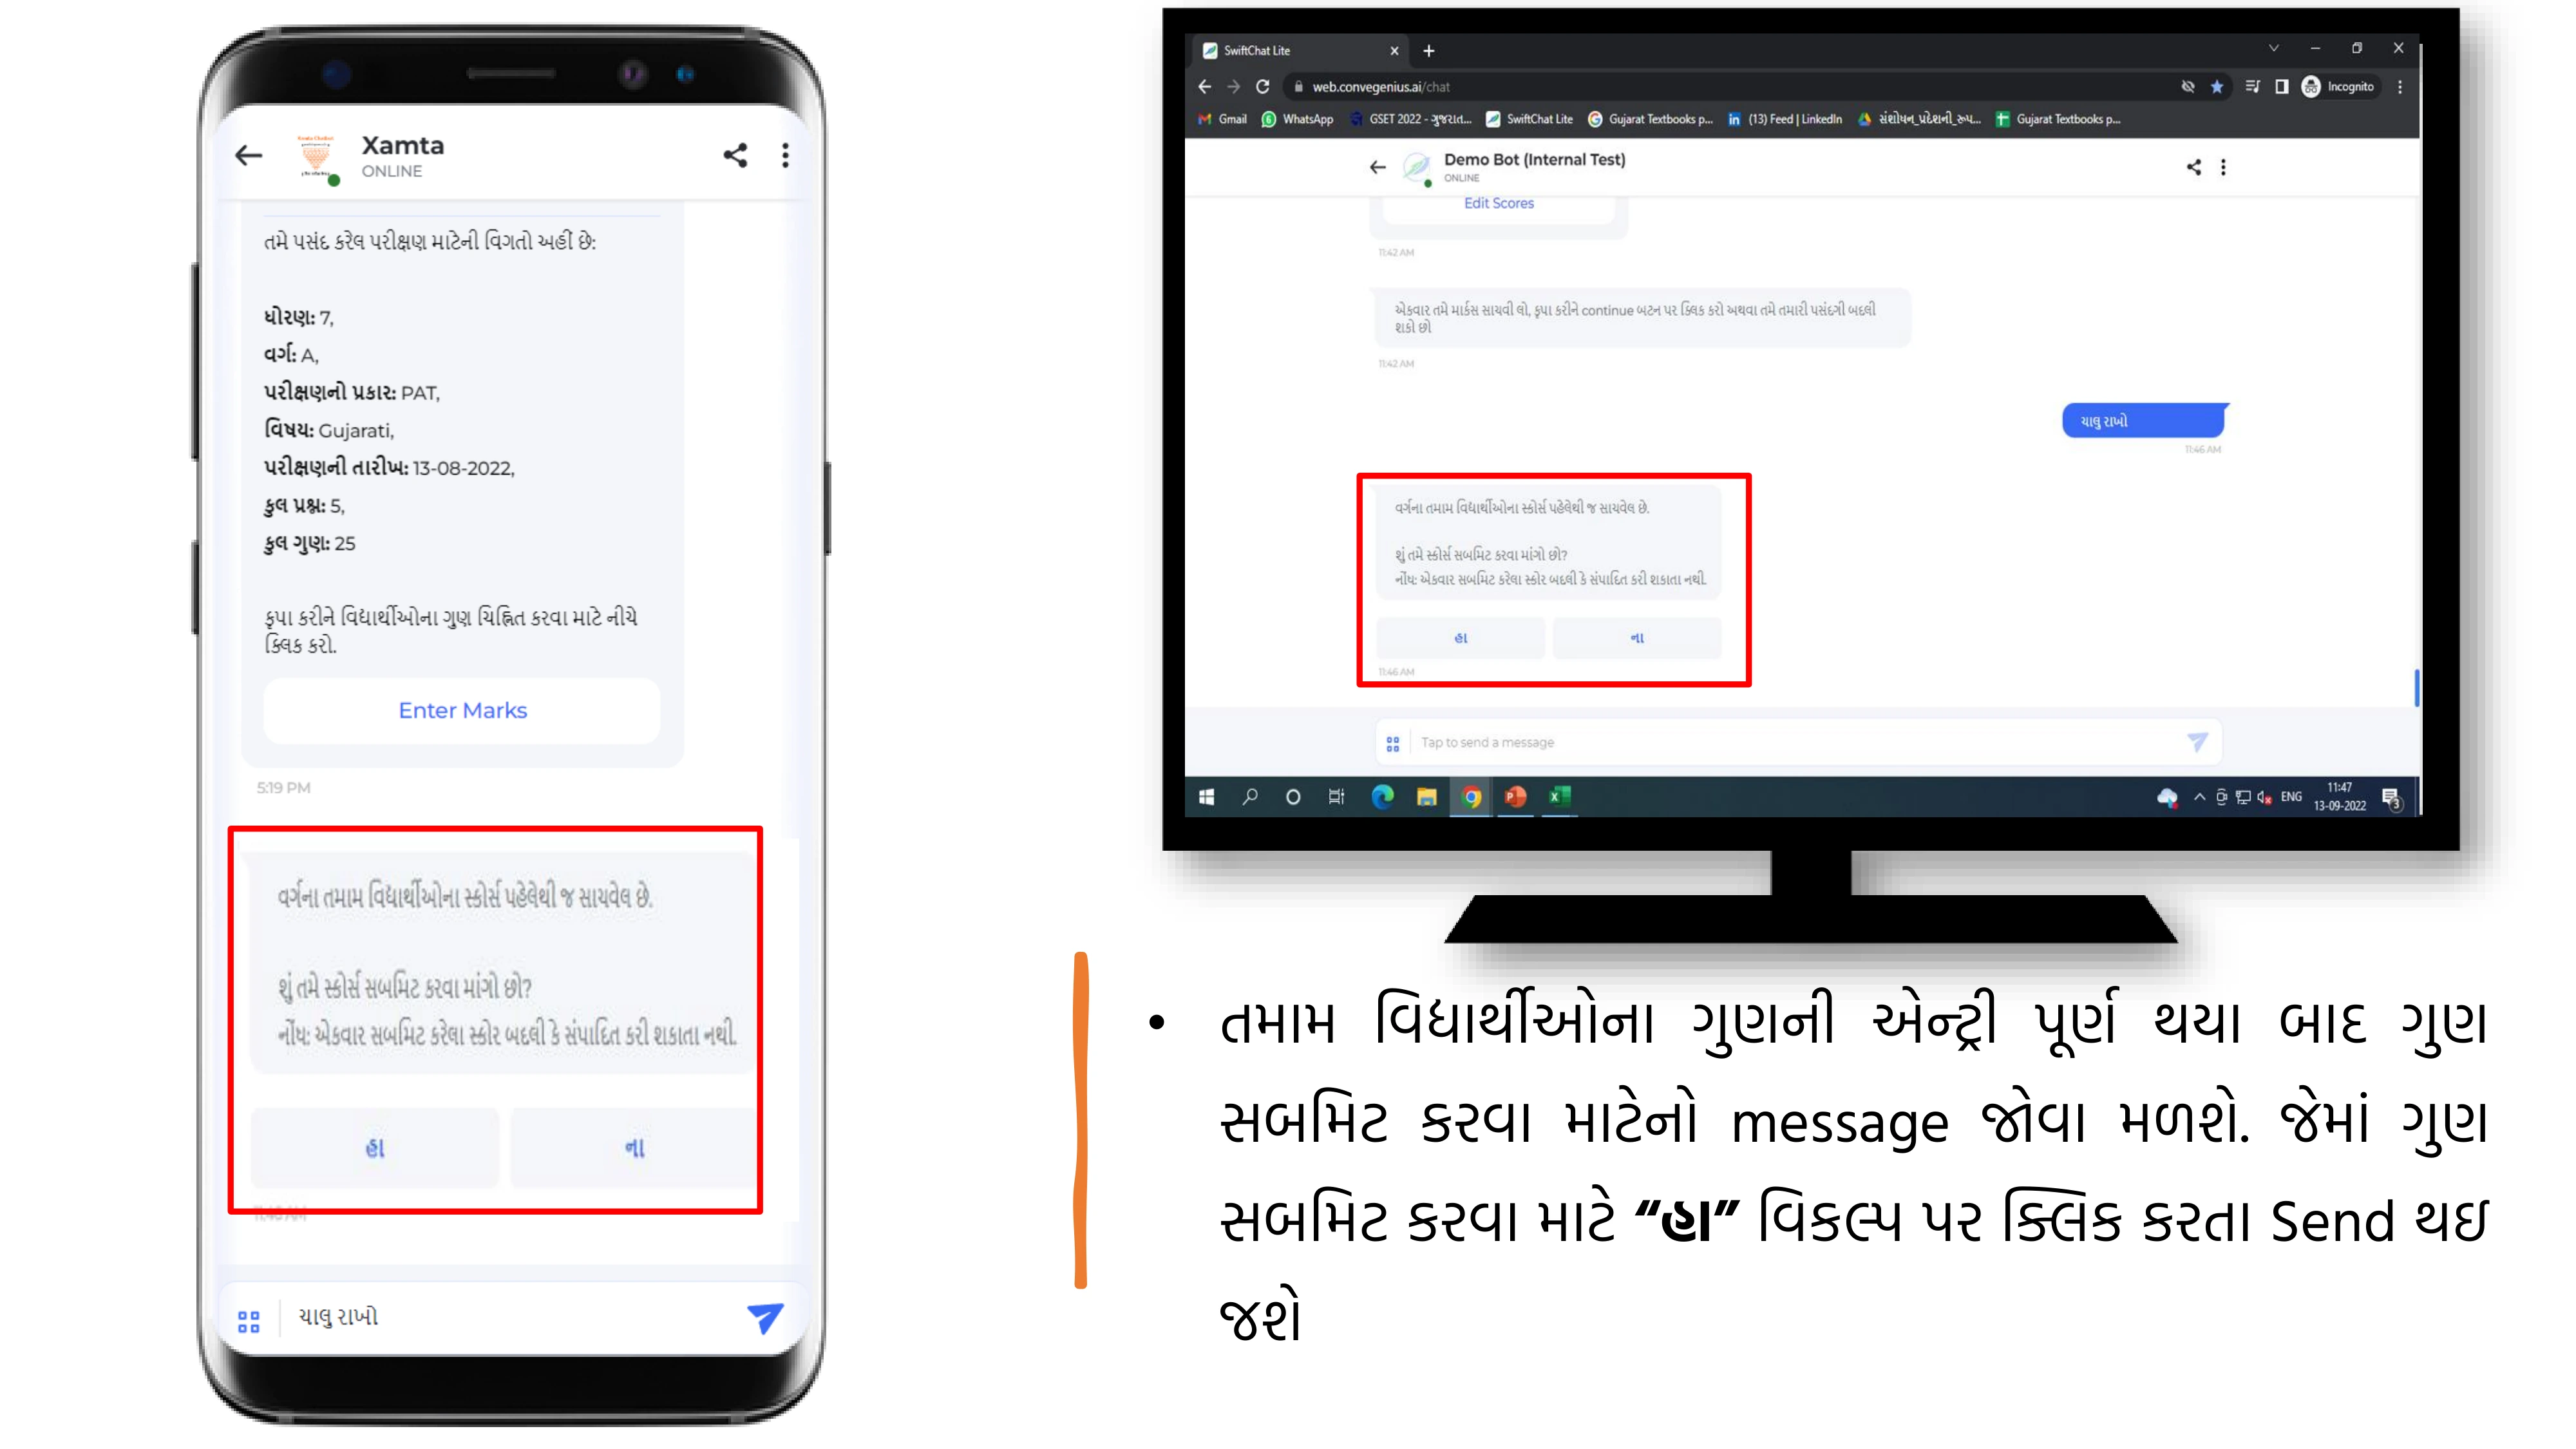 Xamta
ONLINE
તમે પસંદ કરેલ પરીક્ષણ માટેની વિગતો અહીં છે:
ધોરણ: 7,
વર્ગ: A,
પરીક્ષણનો પ્રકાર: PAT,
વિષય: Gujarati,
પરીક્ષણની તારીખ: 13-08-2022,
કુલ પ્રશ્ન: 5,
કુલ ગુણ: 25
કૃપા કરીને વિદ્યાર્થીઓના ગુણ ચિહ્નિત કરવા માટે નીચે
ક્લિક કરો.
Enter Marks
5:19 PM
વર્ગના તમામ વિદ્યાર્થીઓના સ્કોર્સ પહેલેથી જ સાચવેલ છે.
શું તમે સ્કોર્સ સબમિટ કરવા માંગો છો?
નોંધ: એકવાર સબમિટ કરેલા સ્કોર બદલી કે સંપાદિત કરી શકાતા નથી.
હા ના
ચાલુ રાખો
SwiftChat Lite
web.convegenius.ai/chat
Incognito
Gmail WhatsApp GSET 2022 - ગુજરાત... SwiftChat Lite Gujarat Textbooks p... (13) Feed | LinkedIn સંશોધન_પ્રદેશની_રૂપ... Gujarat Textbooks p...
Demo Bot (Internal Test)
ONLINE
Edit Scores
11:42 AM
એકવાર તમે માર્કસ સાચવી લો, કૃપા કરીને continue બટન પર ક્લિક કરો અથવા તમે તમારી પસંદગી બદલી
શકો છો
11:42 AM
ચાલુ રાખો
11:46 AM
વર્ગના તમામ વિદ્યાર્થીઓના સ્કોર્સ પહેલેથી જ સાચવેલ છે.
શું તમે સ્કોર્સ સબમિટ કરવા માંગો છો?
નોંધ: એકવાર સબમિટ કરેલા સ્કોર બદલી કે સંપાદિત કરી શકાતા નથી.
હા ના
11:46 AM
Tap to send a message
ENG
11:47
13-09-2022
3
• તમામ વિદ્યાર્થીઓના ગુણની એન્ટ્રી પૂર્ણ થયા બાદ ગુણ
સબમિટ કરવા માટેનો message જોવા મળશે. જેમાં ગુણ
સબમિટ કરવા માટે “હા” વિકલ્પ પર ક્લિક કરતા Send થઇ
જશે